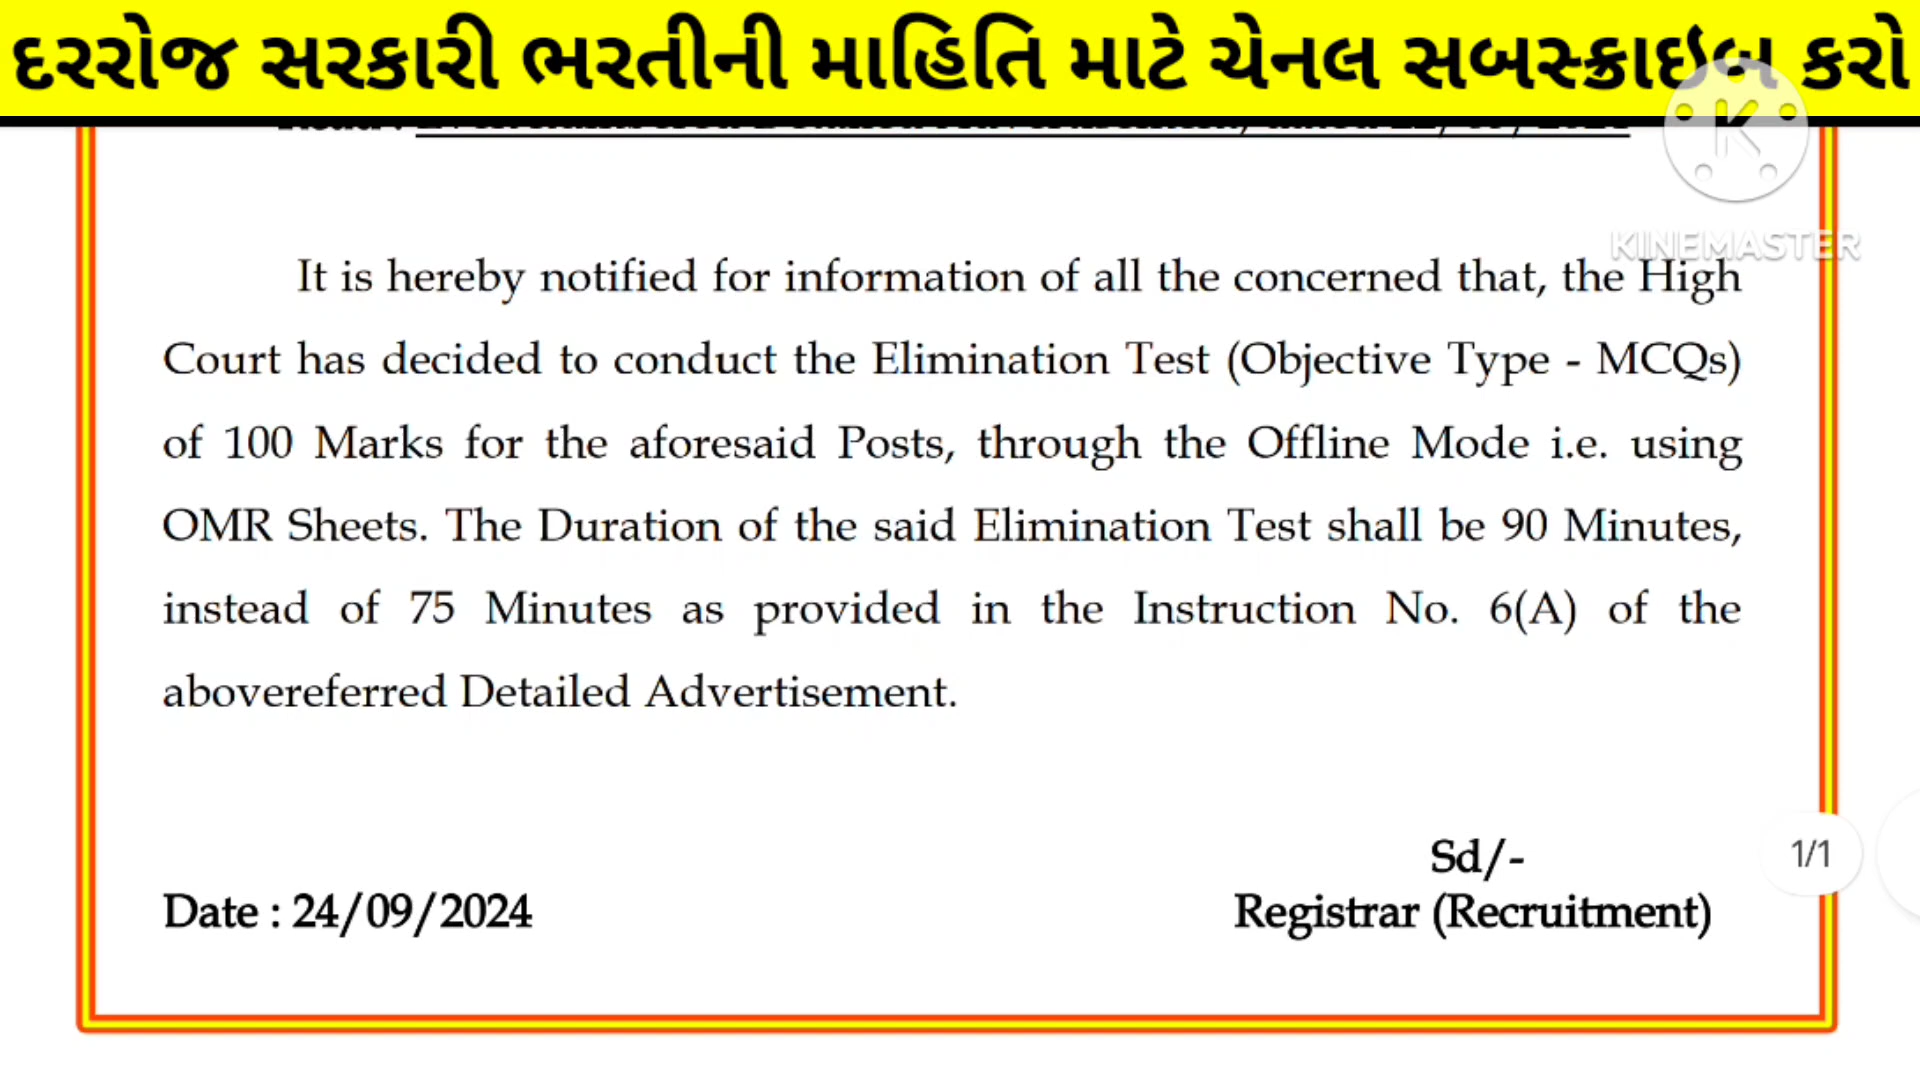 દરરોજ સરકારી ભરતીની માહિતિ માટે ચેનલ સબસ્ક્રાઇબ કરો
K
KINEMASTER
It is hereby notified for information of all the concerned that, the High
Court has decided to conduct the Elimination Test (Objective Type - MCQs)
of 100 Marks for the aforesaid Posts, through the Offline Mode i.e. using
OMR Sheets. The Duration of the said Elimination Test shall be 90 Minutes,
instead of 75 Minutes as provided in the Instruction No. 6(A) of the
abovereferred Detailed Advertisement.
Sd/-
1/1
Date : 24/09/2024
Registrar (Recruitment)